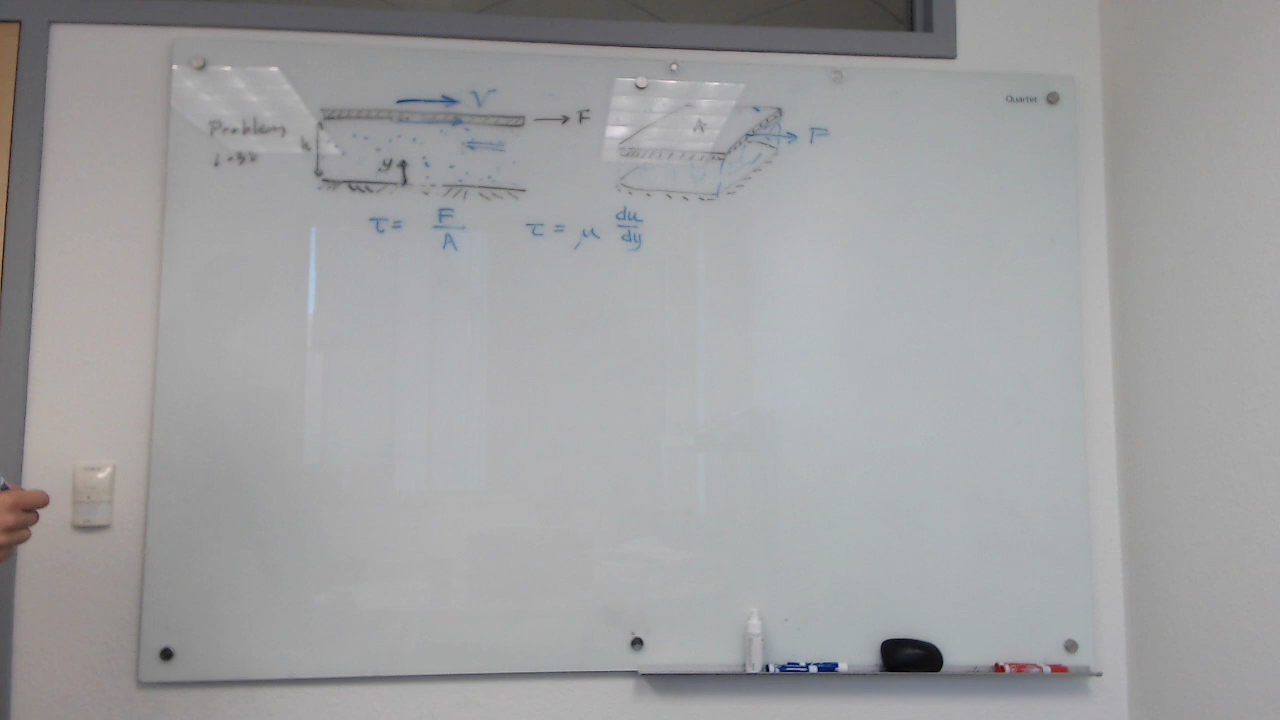 V
F
Quartet
Problem
h
A
F
y
τ = F/A
τ = μ du/dy